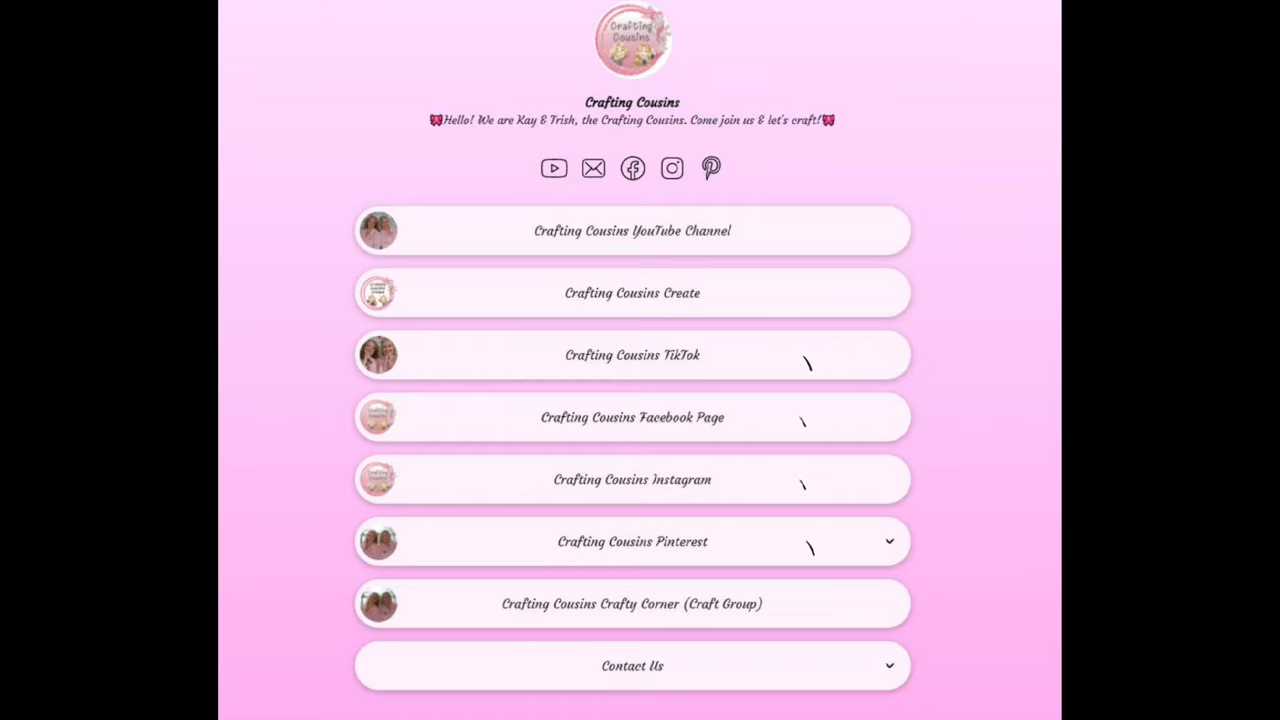 Crafting
Cousins
Crafting Cousins
🎀Hello! We are Kay & Trish, the Crafting Cousins. Come join us & let's craft!🎀
Crafting Cousins YouTube Channel
Crafting Cousins Create
Crafting Cousins TikTok
Crafting Cousins Facebook Page
Crafting Cousins Instagram
Crafting Cousins Pinterest
Crafting Cousins Crafty Corner (Craft Group)
Contact Us